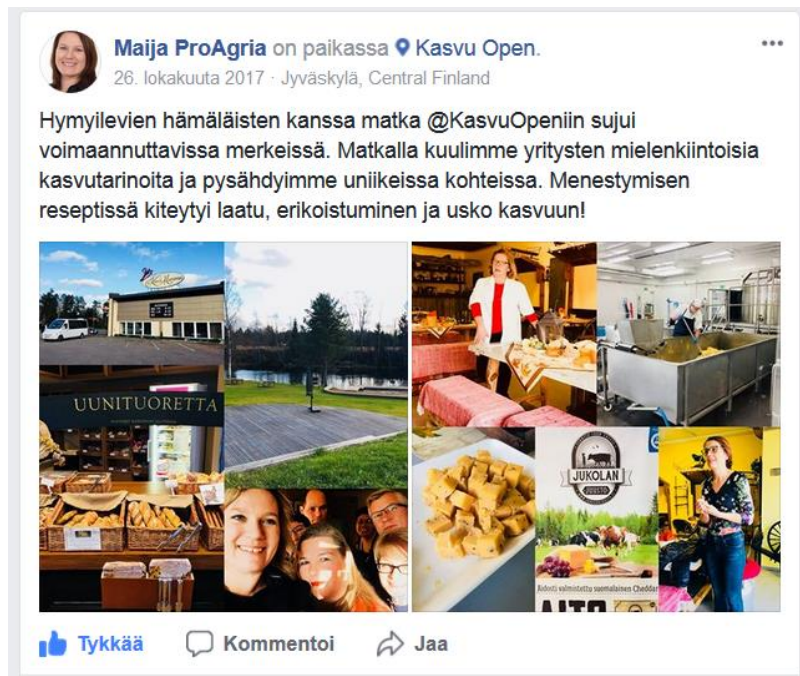 Maija ProAgria on paikassa Kasvu Open.
26. lokakuuta 2017 · Jyväskylä, Central Finland
Hymyilevien hämäläisten kanssa matka @KasvuOpeniin sujui
voimaannuttavissa merkeissä. Matkalla kuulimme yritysten mielenkiintoisia
kasvutarinoita ja pysähdyimme uniikeissa kohteissa. Menestymisen
reseptissä kiteytyi laatu, erikoistuminen ja usko kasvuun!
UUNITUORETTA
JUKOLAN
JUUSTO
Aidosti valmistettu suomalainen Cheddar
AITO
Tykkää Kommentoi Jaa